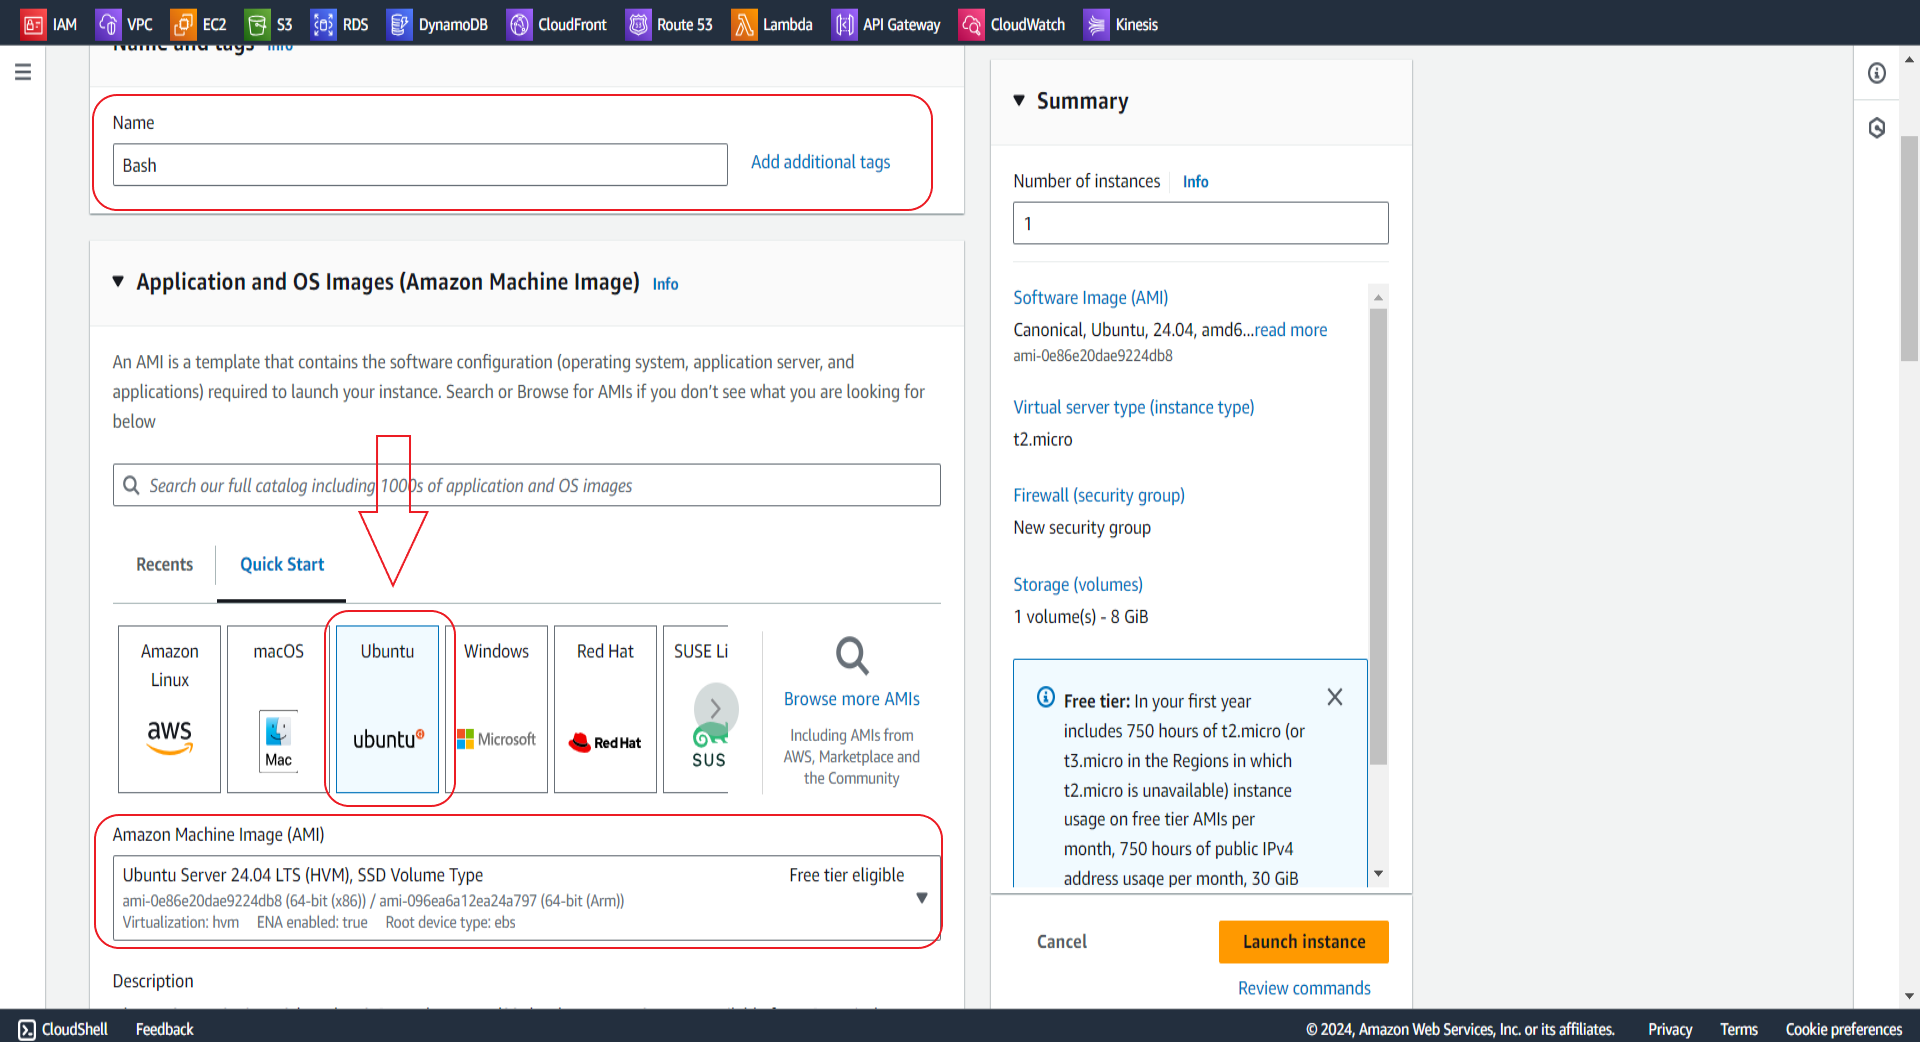 IAM VPC EC2 S3 RDS DynamoDB CloudFront Route 53 Lambda API Gateway CloudWatch Kinesis
Name and tags Info
Name
Bash
Add additional tags
Application and OS Images (Amazon Machine Image) Info
An AMI is a template that contains the software configuration (operating system, application server, and
applications) required to launch your instance. Search or Browse for AMIs if you don't see what you are looking for
below
Search our full catalog including 1000s of application and OS images
Recents
Quick Start
Amazon
Linux
aws
macOS
Mac
Ubuntu
ubuntu
Windows
Microsoft
Red Hat
Red Hat
SUSE Li
SUS
Browse more AMIs
Including AMIs from
AWS, Marketplace and
the Community
Amazon Machine Image (AMI)
Ubuntu Server 24.04 LTS (HVM), SSD Volume Type
Free tier eligible
ami-0e86e20dae9224db8 (64-bit (x86)) / ami-096ea6a12ea24a797 (64-bit (Arm))
Virtualization: hvm ENA enabled: true Root device type: ebs
Description
Summary
Number of instances Info
1
Software Image (AMI)
Canonical, Ubuntu, 24.04, amd6...read more
ami-0e86e20dae9224db8
Virtual server type (instance type)
t2.micro
Firewall (security group)
New security group
Storage (volumes)
1 volume(s) - 8 GiB
Free tier: In your first year
includes 750 hours of t2.micro (or
t3.micro in the Regions in which
t2.micro is unavailable) instance
usage on free tier AMIs per
month, 750 hours of public IPv4
address usage per month, 30 GiB
Cancel
Launch instance
Review commands
CloudShell Feedback
© 2024, Amazon Web Services, Inc. or its affiliates. Privacy Terms Cookie preferences